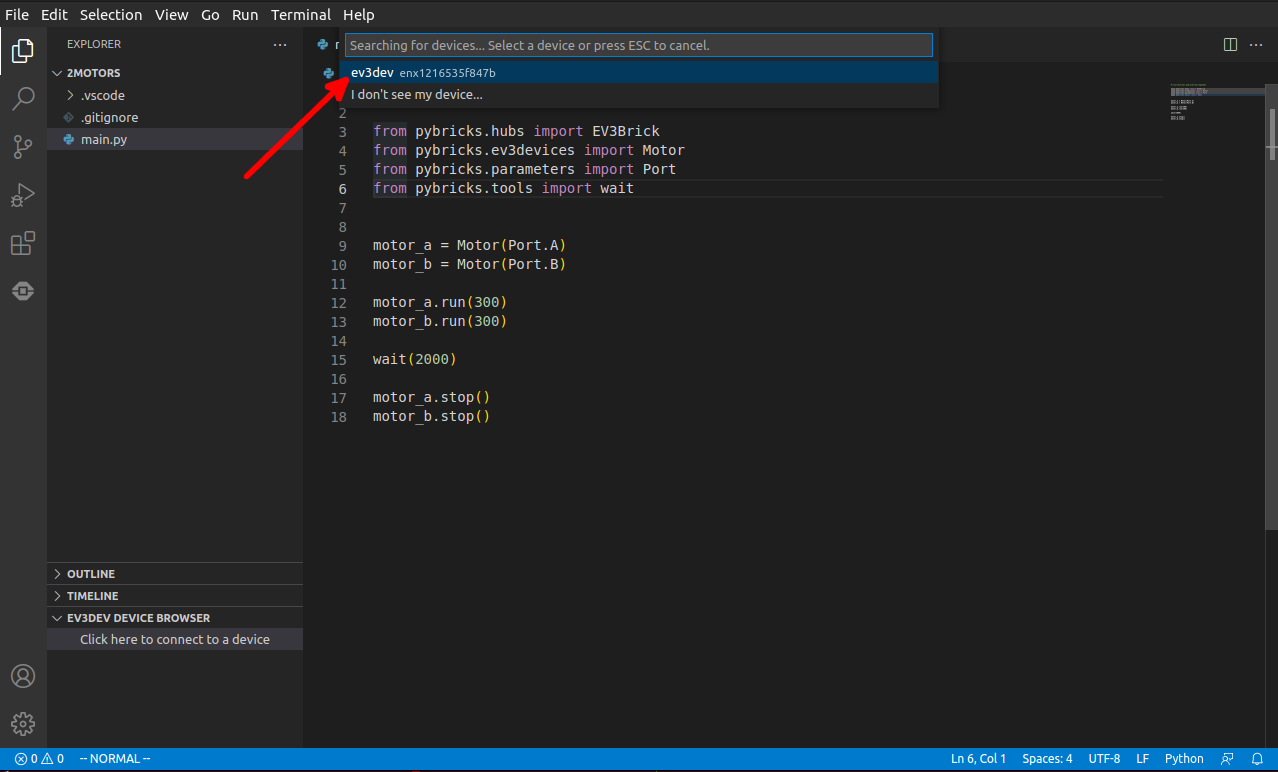 File Edit Selection View Go Run Terminal Help
EXPLORER
2MOTORS
.vscode
.gitignore
main.py
Searching for devices... Select a device or press ESC to cancel.
ev3dev enx1216535f847b
I don't see my device...
2
3 from pybricks.hubs import EV3Brick
4 from pybricks.ev3devices import Motor
5 from pybricks.parameters import Port
6 from pybricks.tools import wait
7
8
9 motor_a = Motor(Port.A)
10 motor_b = Motor(Port.B)
11
12 motor_a.run(300)
13 motor_b.run(300)
14
15 wait(2000)
16
17 motor_a.stop()
18 motor_b.stop()
OUTLINE
TIMELINE
EV3DEV DEVICE BROWSER
Click here to connect to a device
0 0 -- NORMAL -- Ln 6, Col 1 Spaces: 4 UTF-8 LF Python